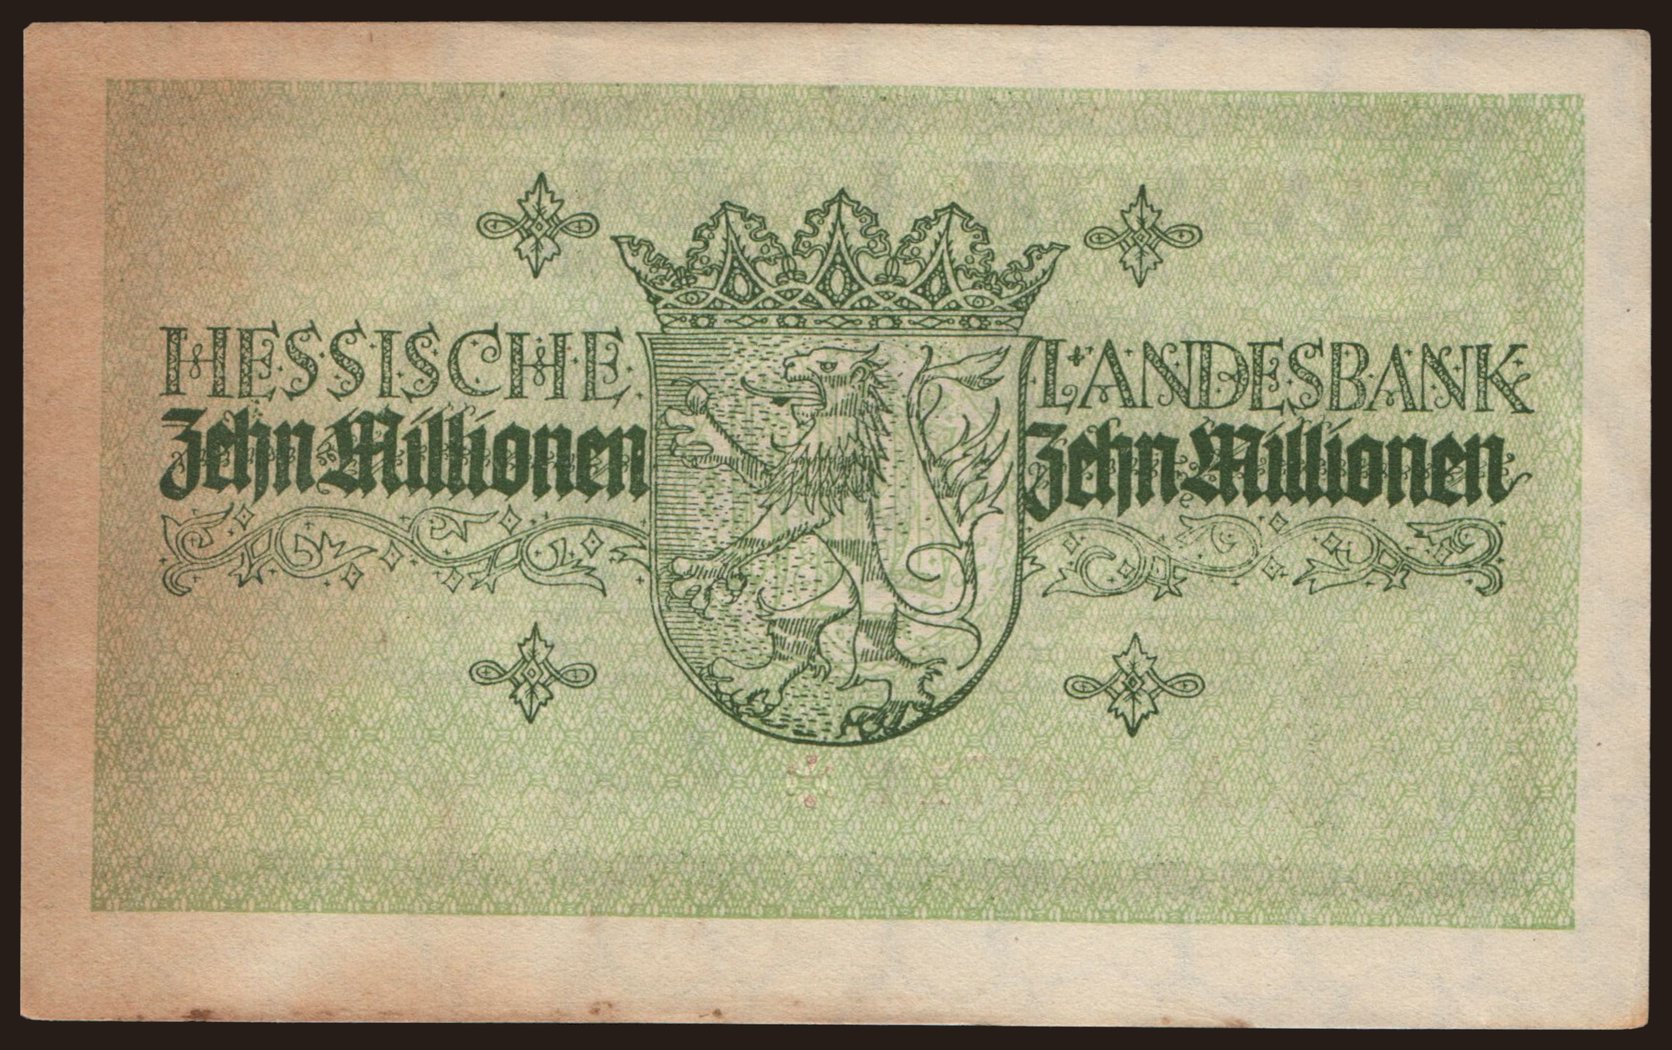 HESSISCHE LANDESBANK
Zehn Millionen Zehn Millionen